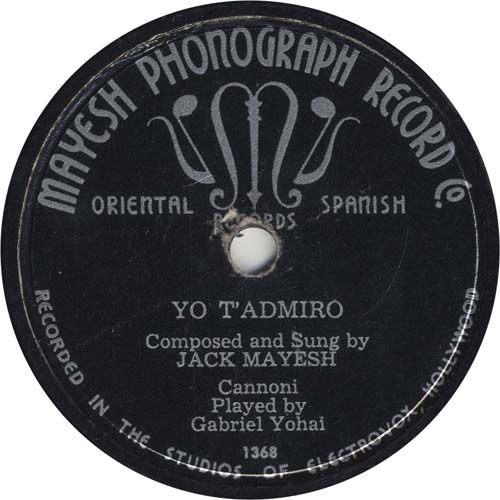 MAYESH PHONOGRAPH RECORD Co.
ORIENTAL SPANISH
RECORDS
YO T'ADMIRO
Composed and Sung by
JACK MAYESH
Cannoni
Played by
Gabriel Yohai
1368
RECORDED IN THE STUDIOS OF ELECTROVOX, HOLLYWOOD